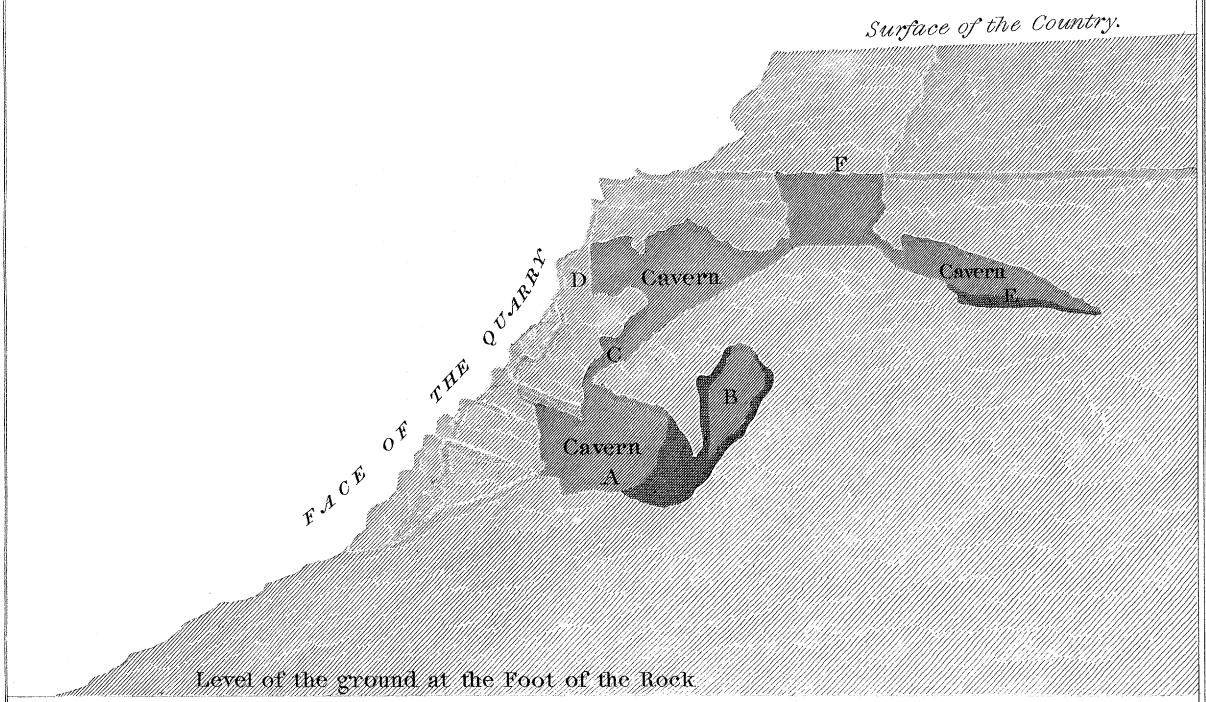 Surface of the Country.
F
D
Cavern
Cavern
E
C
B
Cavern
A
FACE OF THE QUARRY
Level of the ground at the Foot of the Rock